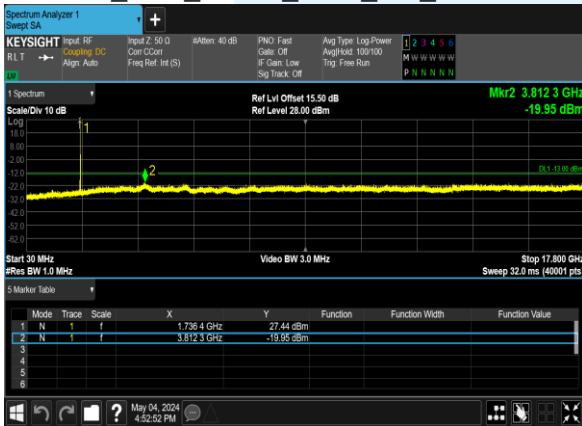 Spectrum Analyzer 1
Swept SA
+
KEYSIGHT Input: RF Input Z: 50 Ω #Atten: 40 dB PNO: Fast Avg Type: Log-Power 1 2 3 4 5 6
RLT Coupling: DC Corr CCorr Gate: Off Avg|Hold: 100/100 M W W W W W
Align: Auto Freq Ref: Int (S) IF Gain: Low Trig: Free Run P N N N N N
Sig Track: Off
1 Spectrum Ref Lvl Offset 15.50 dB Mkr2 3.812 3 GHz
Scale/Div 10 dB Ref Level 28.00 dBm -19.95 dBm
Log
18.0
8.00
-2.00
-12.0
-22.0
-32.0
-42.0
-52.0
-62.0
1
2
DL1 -13.00 dBm
Start 30 MHz Video BW 3.0 MHz Stop 17.800 GHz
#Res BW 1.0 MHz Sweep 32.0 ms (40001 pts
5 Marker Table
Mode Trace Scale X Y Function Function Width Function Value
1 N 1 f 1.736 4 GHz 27.44 dBm
2 N 1 f 3.812 3 GHz -19.95 dBm
3
4
5
6
? May 04, 2024
4:52:52 PM